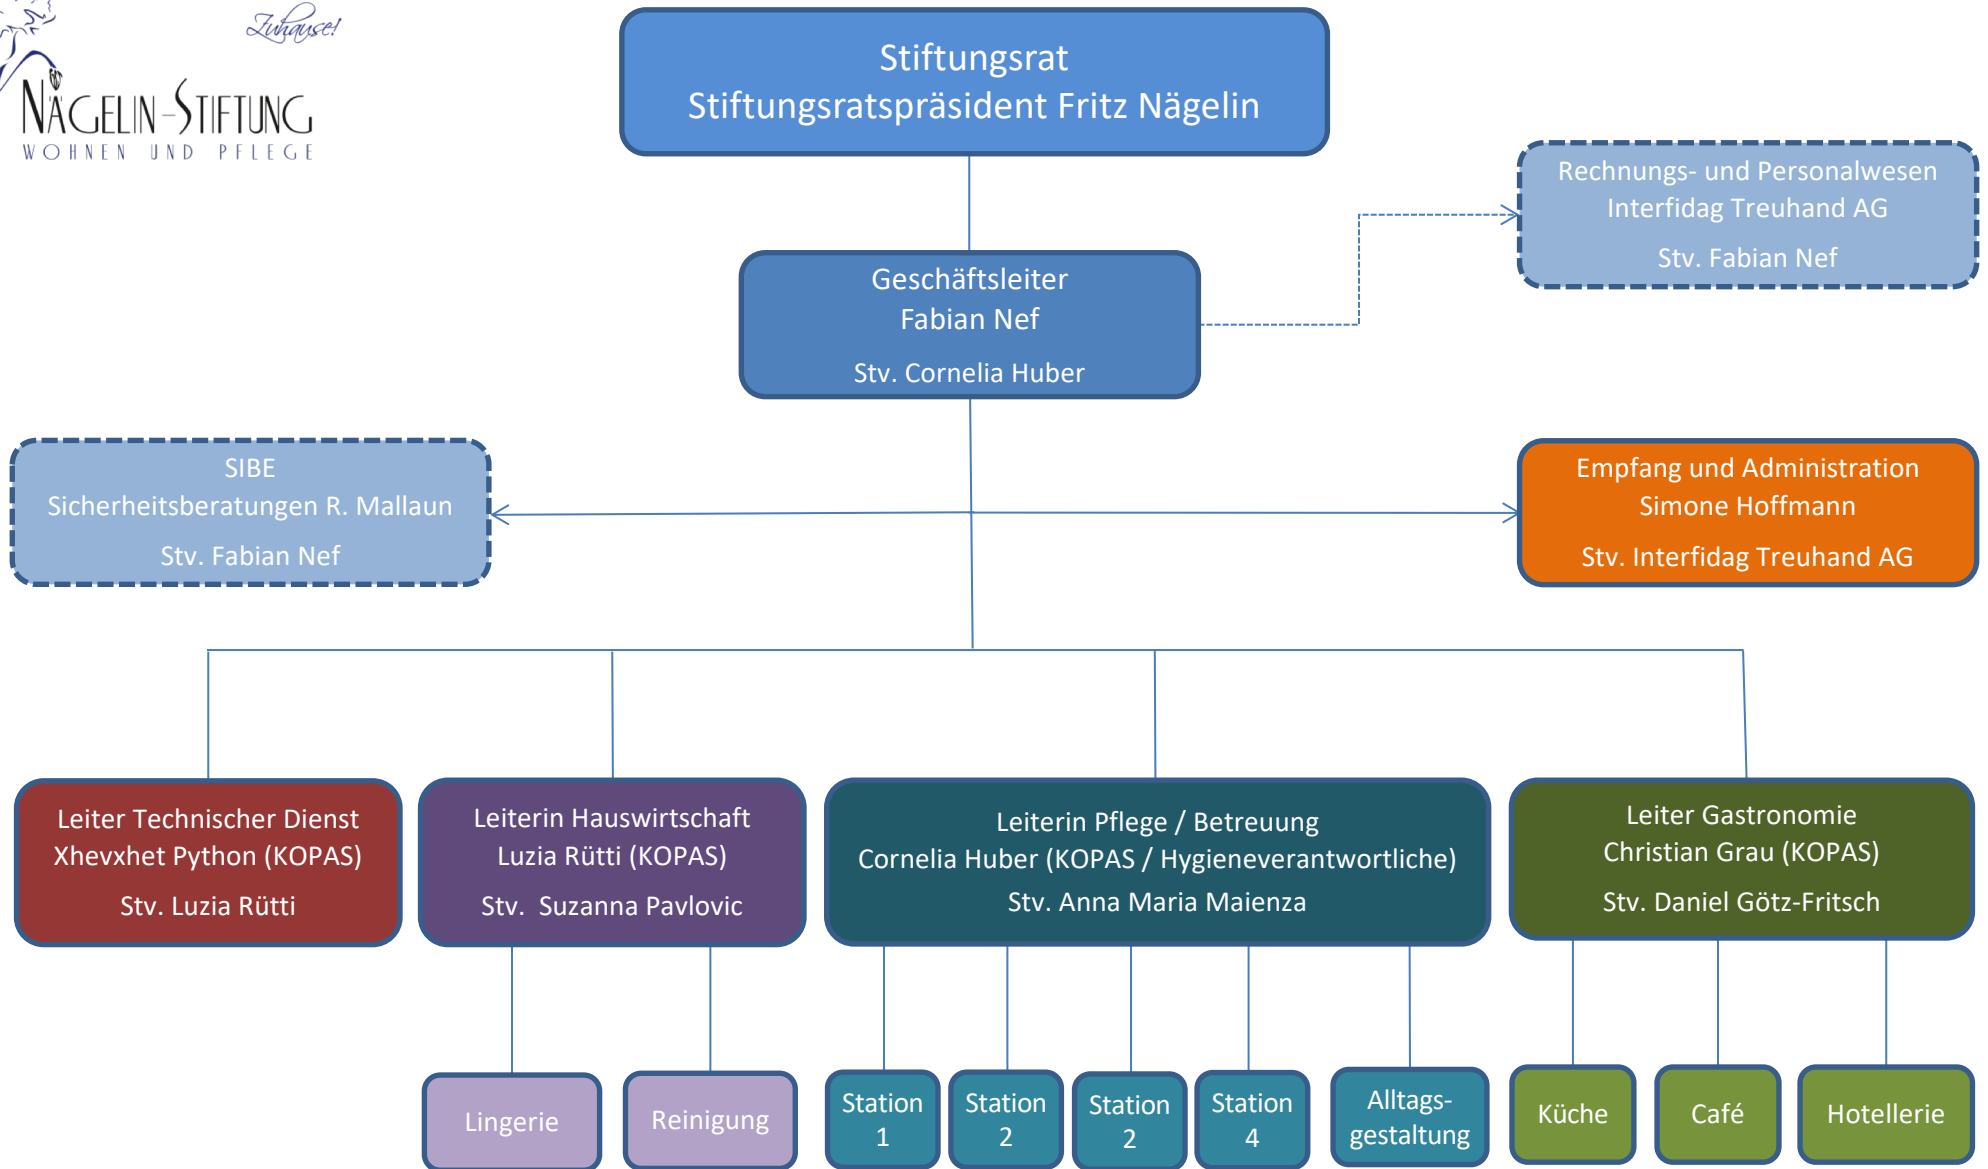 Zuhause!
NÄGELIN-STIFTUNG
WOHNEN UND PFLEGE
Stiftungsrat
Stiftungsratspräsident Fritz Nägelin
Rechnungs- und Personalwesen
Interfidag Treuhand AG
Stv. Fabian Nef
Geschäftsleiter
Fabian Nef
Stv. Cornelia Huber
SIBE
Sicherheitsberatungen R. Mallaun
Stv. Fabian Nef
Empfang und Administration
Simone Hoffmann
Stv. Interfidag Treuhand AG
Leiter Technischer Dienst
Xhevxhet Python (KOPAS)
Stv. Luzia Rütti
Leiterin Hauswirtschaft
Luzia Rütti (KOPAS)
Stv.  Suzanna Pavlovic
Leiterin Pflege / Betreuung
Cornelia Huber (KOPAS / Hygieneverantwortliche)
Stv. Anna Maria Maienza
Leiter Gastronomie
Christian Grau (KOPAS)
Stv. Daniel Götz-Fritsch
Lingerie
Reinigung
Station
1
Station
2
Station
2
Station
4
Alltags-
gestaltung
Küche
Café
Hotellerie